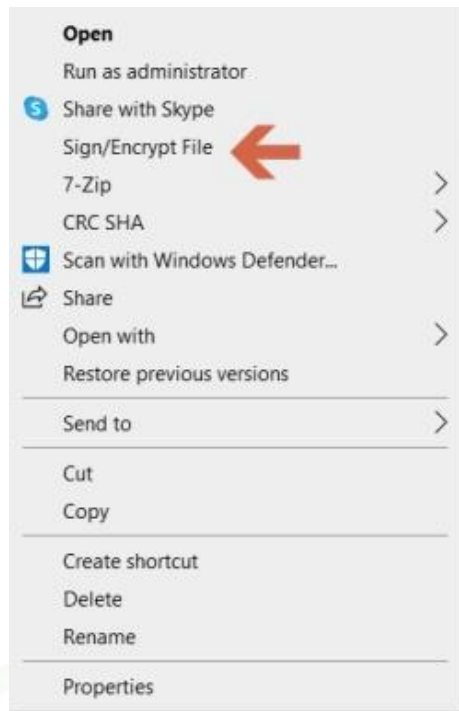 Open
Run as administrator
Share with Skype
Sign/Encrypt File
7-Zip
CRC SHA
Scan with Windows Defender...
Share
Open with
Restore previous versions
Send to
Cut
Copy
Create shortcut
Delete
Rename
Properties